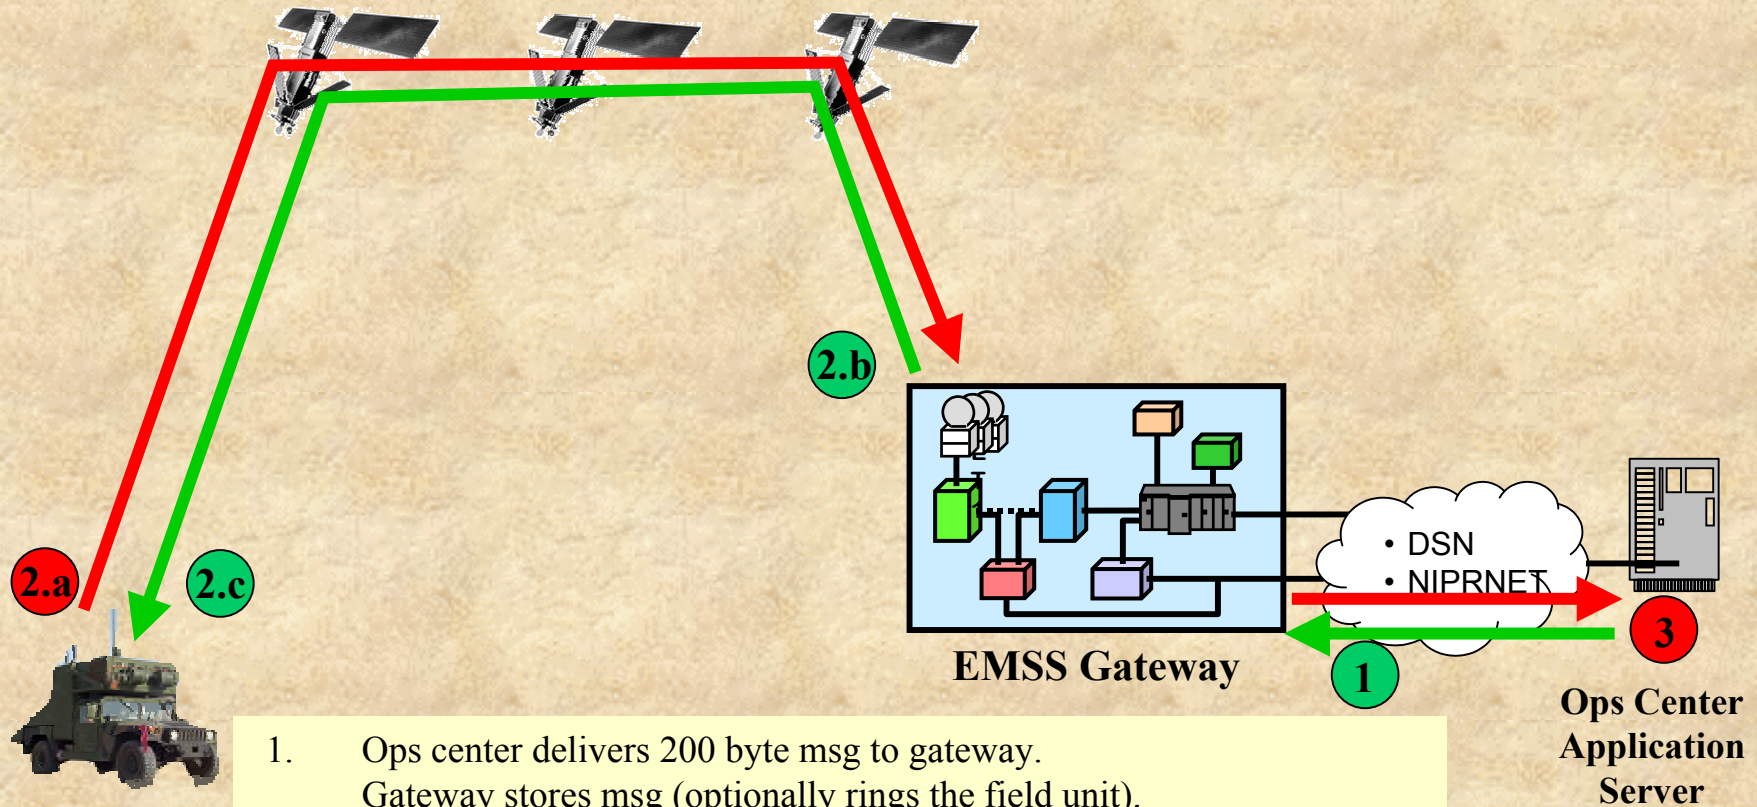 2.b
2.a
2.c
• DSN
• NIPRNET
3
1
EMSS Gateway
Ops Center
Application
Server
1. Ops center delivers 200 byte msg to gateway.
Gateway stores msg (optionally rings the field unit).